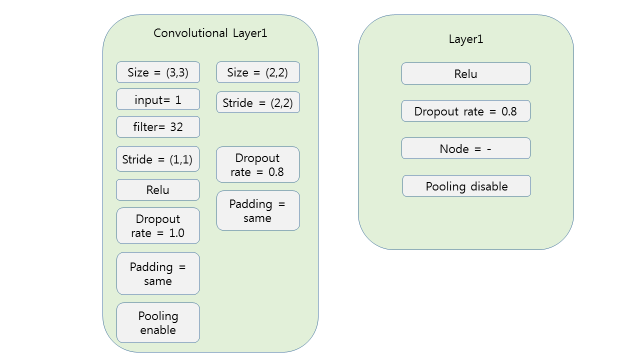 Convolutional Layer1
Size = (3,3)
input= 1
filter= 32
Stride = (1,1)
Relu
Dropout
rate = 1.0
Padding =
same
Pooling
enable
Size = (2,2)
Stride = (2,2)
Dropout
rate = 0.8
Padding =
same
Layer1
Relu
Dropout rate = 0.8
Node = -
Pooling disable